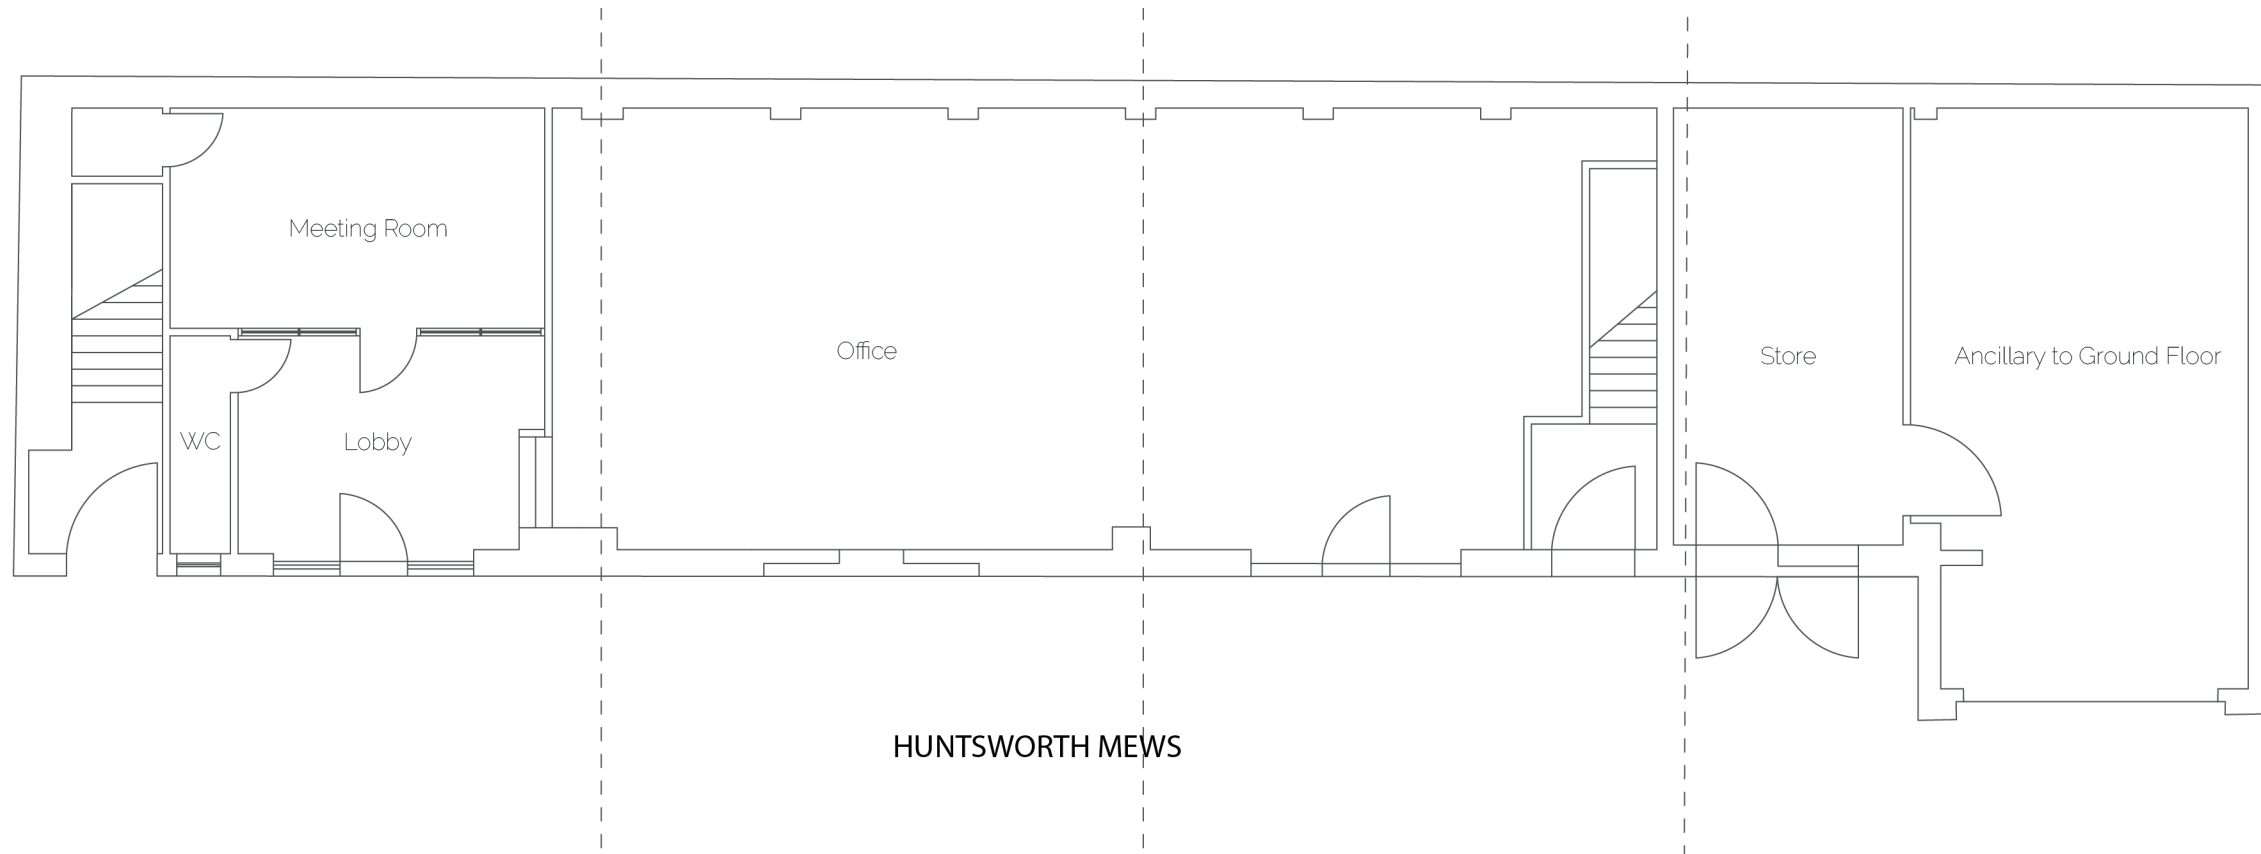 Meeting Room
Office
Store
Ancillary to Ground Floor
WC
Lobby
HUNTSWORTH MEWS